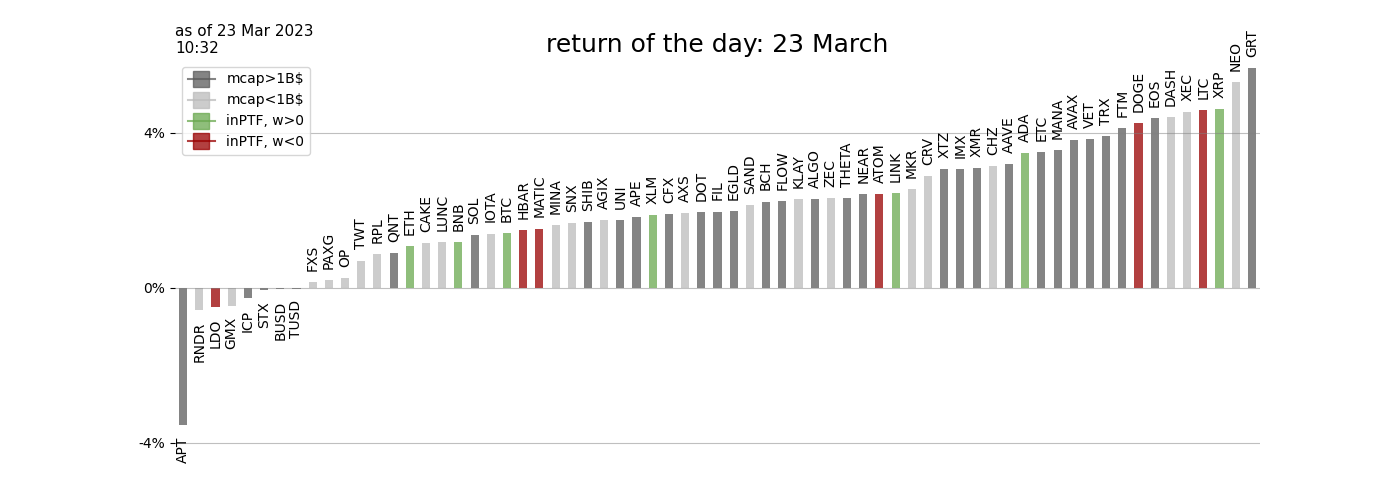 as of 23 Mar 2023
10:32
return of the day: 23 March
mcap>1B$
mcap<1B$
inPTF, w>0
inPTF, w<0
4%
0%
-4%
APT
RNDR
LDO
GMX
ICP
STX
BUSD
TUSD
FXS
PAXG
OP
TWT
RPL
QNT
ETH
CAKE
LUNC
BNB
SOL
IOTA
BTC
HBAR
MATIC
MINA
SNX
SHIB
AGIX
UNI
APE
XLM
CFX
AXS
DOT
FIL
EGLD
SAND
BCH
FLOW
KLAY
ALGO
ZEC
THETA
NEAR
ATOM
LINK
MKR
CRV
XTZ
IMX
XMR
CHZ
AAVE
ADA
ETC
MANA
AVAX
VET
TRX
FTM
DOGE
EOS
DASH
XEC
LTC
XRP
NEO
GRT